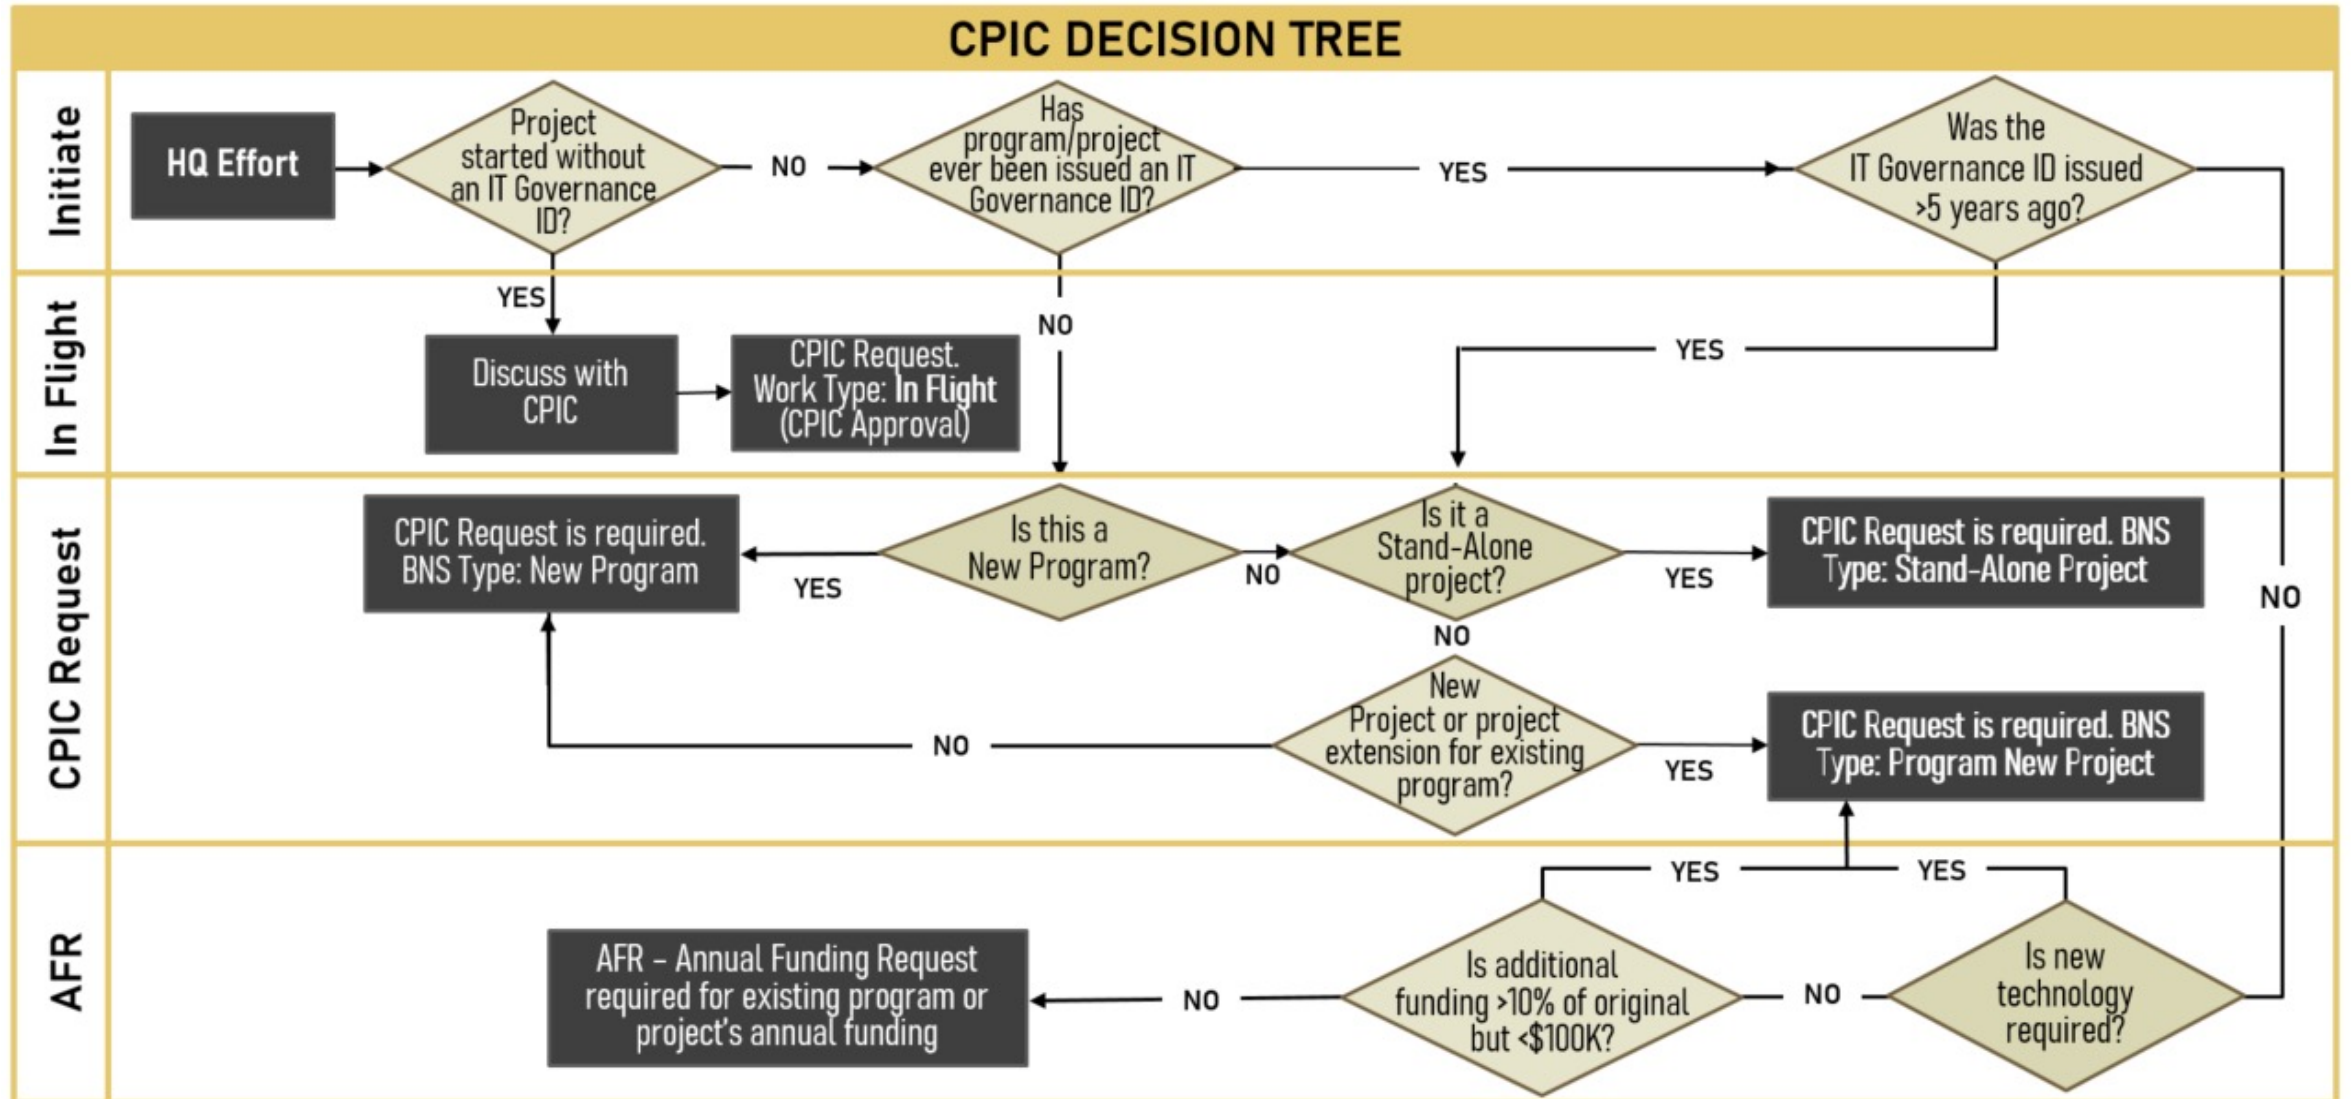 CPIC DECISION TREE
Initiate
HQ Effort
Project
started without
an IT Governance
ID?
NO
Has
program/project
ever been issued an IT
Governance ID?
YES
Was the
IT Governance ID issued
>5 years ago?
In Flight
YES
Discuss with
CPIC
CPIC Request.
Work Type: In Flight
(CPIC Approval)
NO
YES
CPIC Request
CPIC Request is required.
BNS Type: New Program
YES
Is this a
New Program?
NO
Is it a
Stand-Alone
project?
YES
CPIC Request is required. BNS
Type: Stand-Alone Project
NO
NO
NO
New
Project or project
extension for existing
program?
YES
CPIC Request is required. BNS
Type: Program New Project
AFR
YES
YES
AFR – Annual Funding Request
required for existing program or
project's annual funding
NO
Is additional
funding >10% of original
but <$100K?
NO
Is new
technology
required?